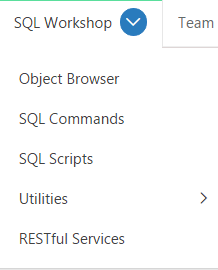 SQL Workshop Team
Object Browser
SQL Commands
SQL Scripts
Utilities
RESTful Services